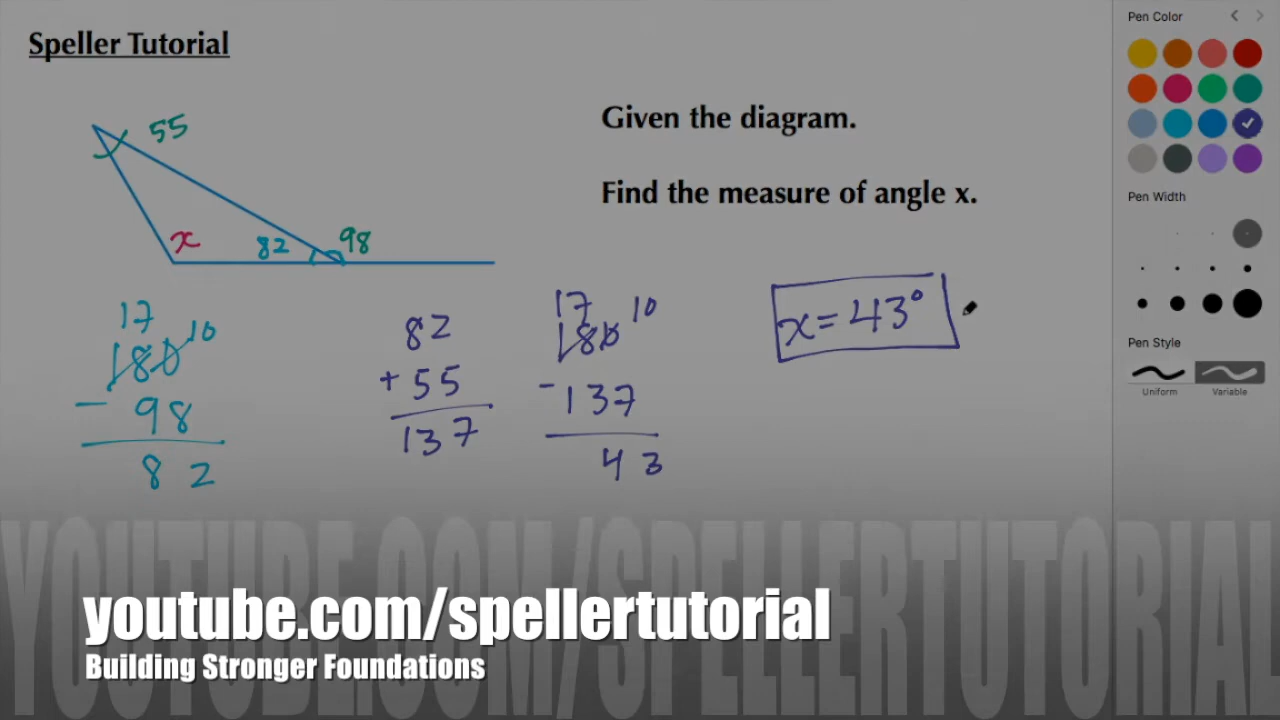 Speller Tutorial
Given the diagram.
Find the measure of angle x.
55
x
82
98
17
180 10
- 98
82
82
+ 55
137
17 10
180
- 137
43
x = 43°
Pen Color
Pen Width
Pen Style
Uniform
Variable
YOUTUBE.COM/SPELLERTUTORIAL
youtube.com/spellertutorial
Building Stronger Foundations